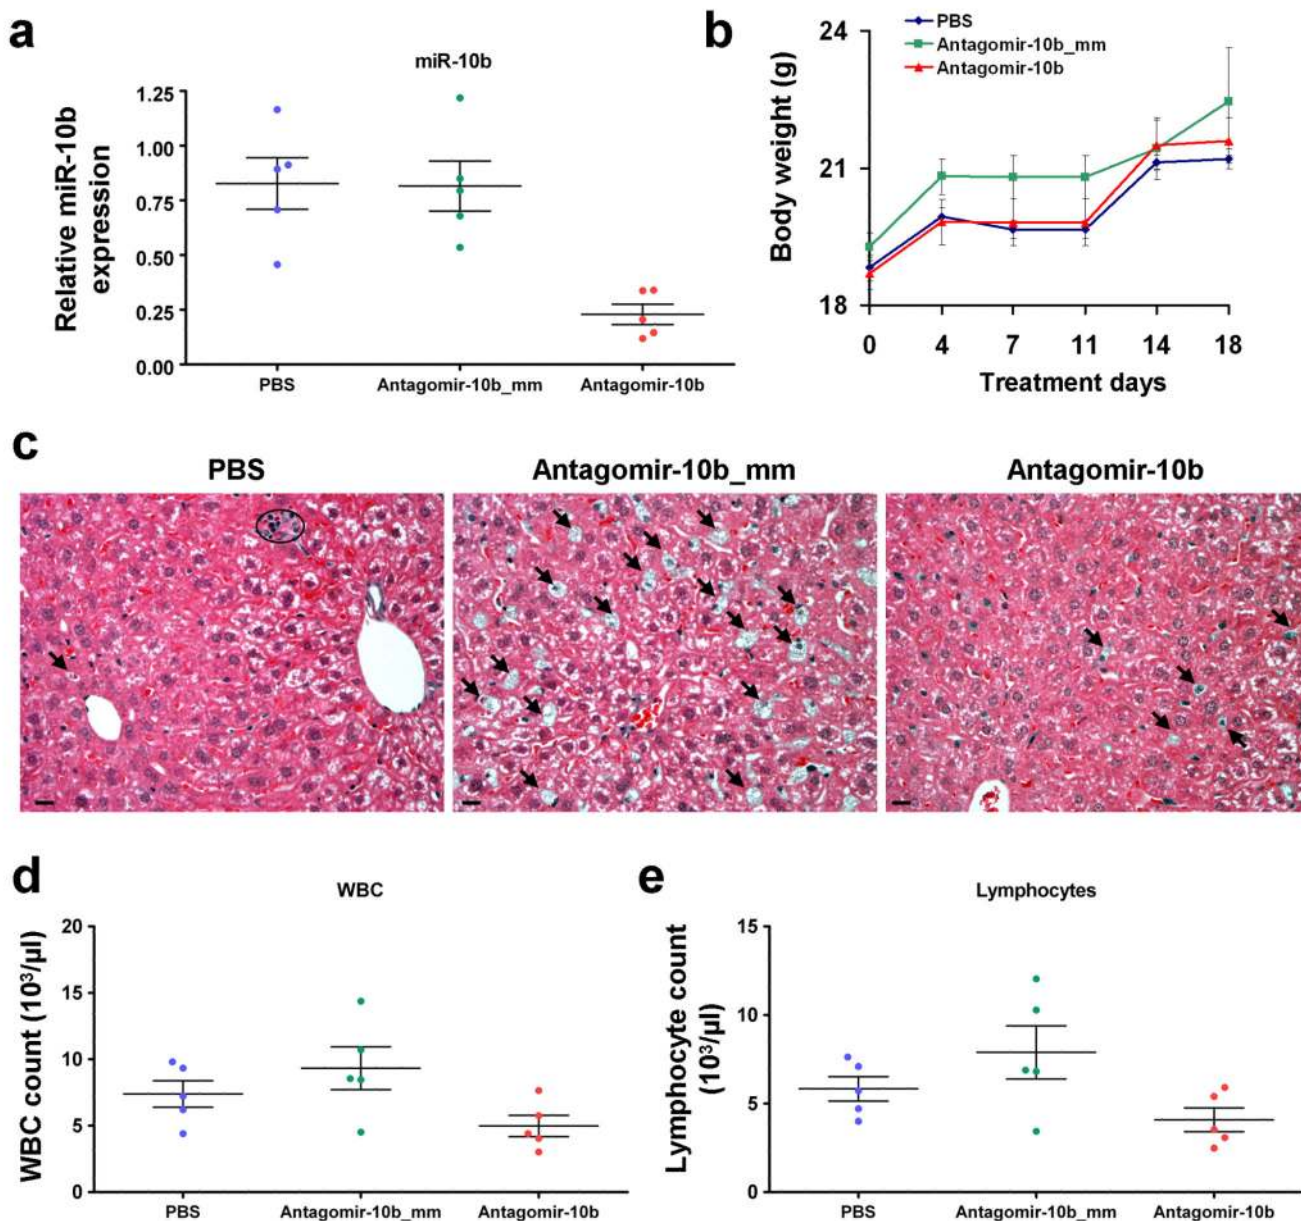 a
miR-10b
Relative miR-10b
expression
1.25
1.00
0.75
0.50
0.25
0.00
PBS
Antagomir-10b_mm
Antagomir-10b
b
PBS
Antagomir-10b_mm
Antagomir-10b
Body weight (g)
24
21
18
0
4
7
11
14
18
Treatment days
c
PBS
Antagomir-10b_mm
Antagomir-10b
d
WBC
WBC count (10³/µl)
20
15
10
5
0
PBS
Antagomir-10b_mm
Antagomir-10b
e
Lymphocytes
Lymphocyte count
(10³/µl)
15
10
5
0
PBS
Antagomir-10b_mm
Antagomir-10b